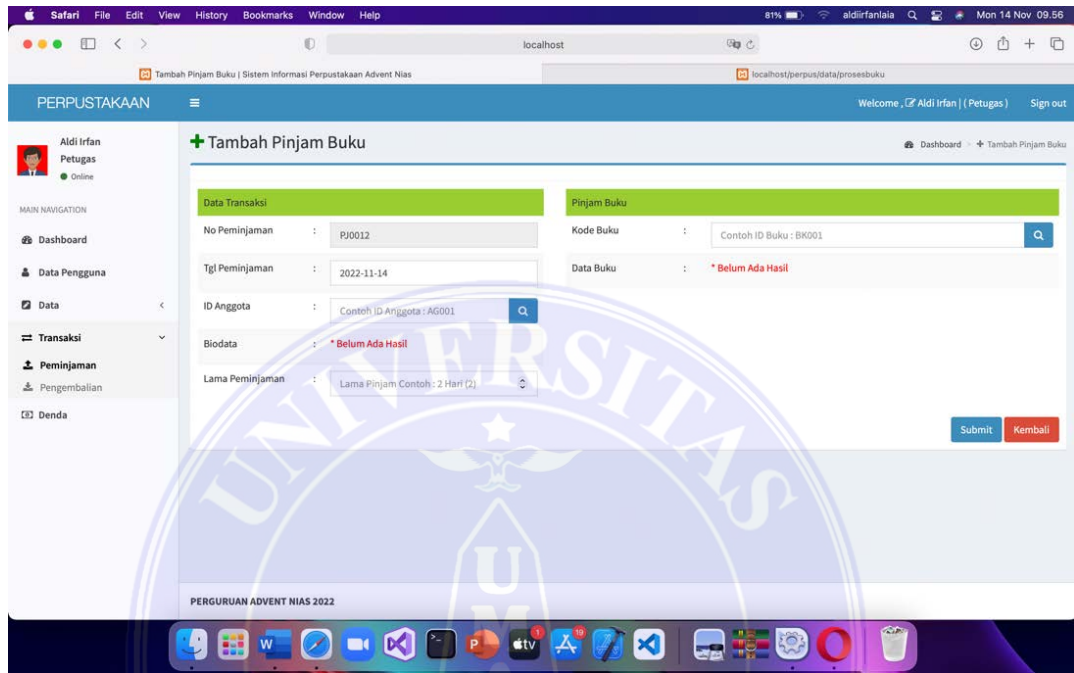 Safari File Edit View History Bookmarks Window Help 81% aldiirfanlaia Mon 14 Nov 09.56
localhost
Tambah Pinjam Buku | Sistem Informasi Perpustakaan Advent Nias
localhost/perpus/data/prosesbuku
PERPUSTAKAAN
Welcome , Aldi Irfan | ( Petugas ) Sign out
Aldi Irfan
Petugas
Online
MAIN NAVIGATION
Dashboard
Data Pengguna
Data
Transaksi
Peminjaman
Pengembalian
Denda
Tambah Pinjam Buku
Dashboard > Tambah Pinjam Buku
Data Transaksi
No Peminjaman : PJ0012
Tgl Peminjaman : 2022-11-14
ID Anggota : Contoh ID Anggota : AG001
Biodata : * Belum Ada Hasil
Lama Peminjaman : Lama Pinjam Contoh : 2 Hari (2)
Pinjam Buku
Kode Buku : Contoh ID Buku : BK001
Data Buku : * Belum Ada Hasil
Submit Kembali
UNIVERSITAS
UM
PERGURUAN ADVENT NIAS 2022
W
P
tv
1
19